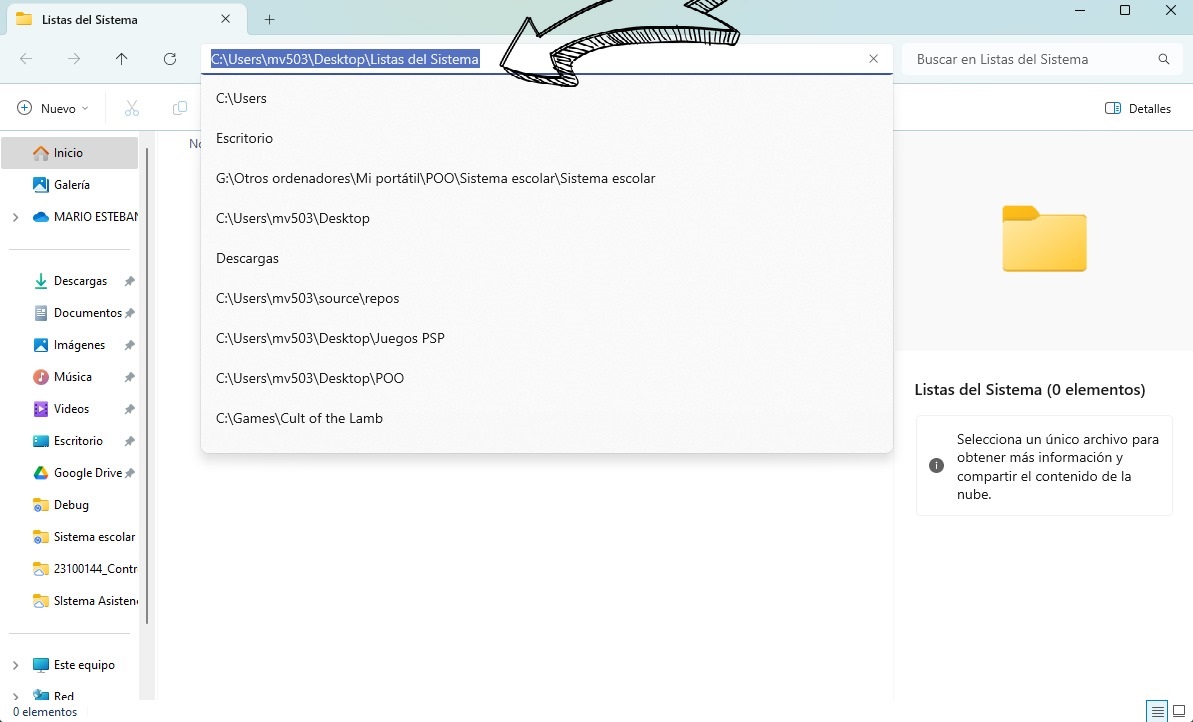 Listas del Sistema
C:\Users\mv503\Desktop\Listas del Sistema
Buscar en Listas del Sistema
Nuevo
Detalles
C:\Users
Escritorio
G:\Otros ordenadores\Mi portátil\POO\Sistema escolar\Sistema escolar
C:\Users\mv503\Desktop
Descargas
C:\Users\mv503\source\repos
C:\Users\mv503\Desktop\Juegos PSP
C:\Users\mv503\Desktop\POO
C:\Games\Cult of the Lamb
Inicio
Galería
MARIO ESTEBAN
Descargas
Documentos
Imágenes
Música
Videos
Escritorio
Google Drive
Debug
Sistema escolar
23100144_Contr
SIstema Asisten
Este equipo
Red
0 elementos
Listas del Sistema (0 elementos)
Selecciona un único archivo para
obtener más información y
compartir el contenido de la
nube.